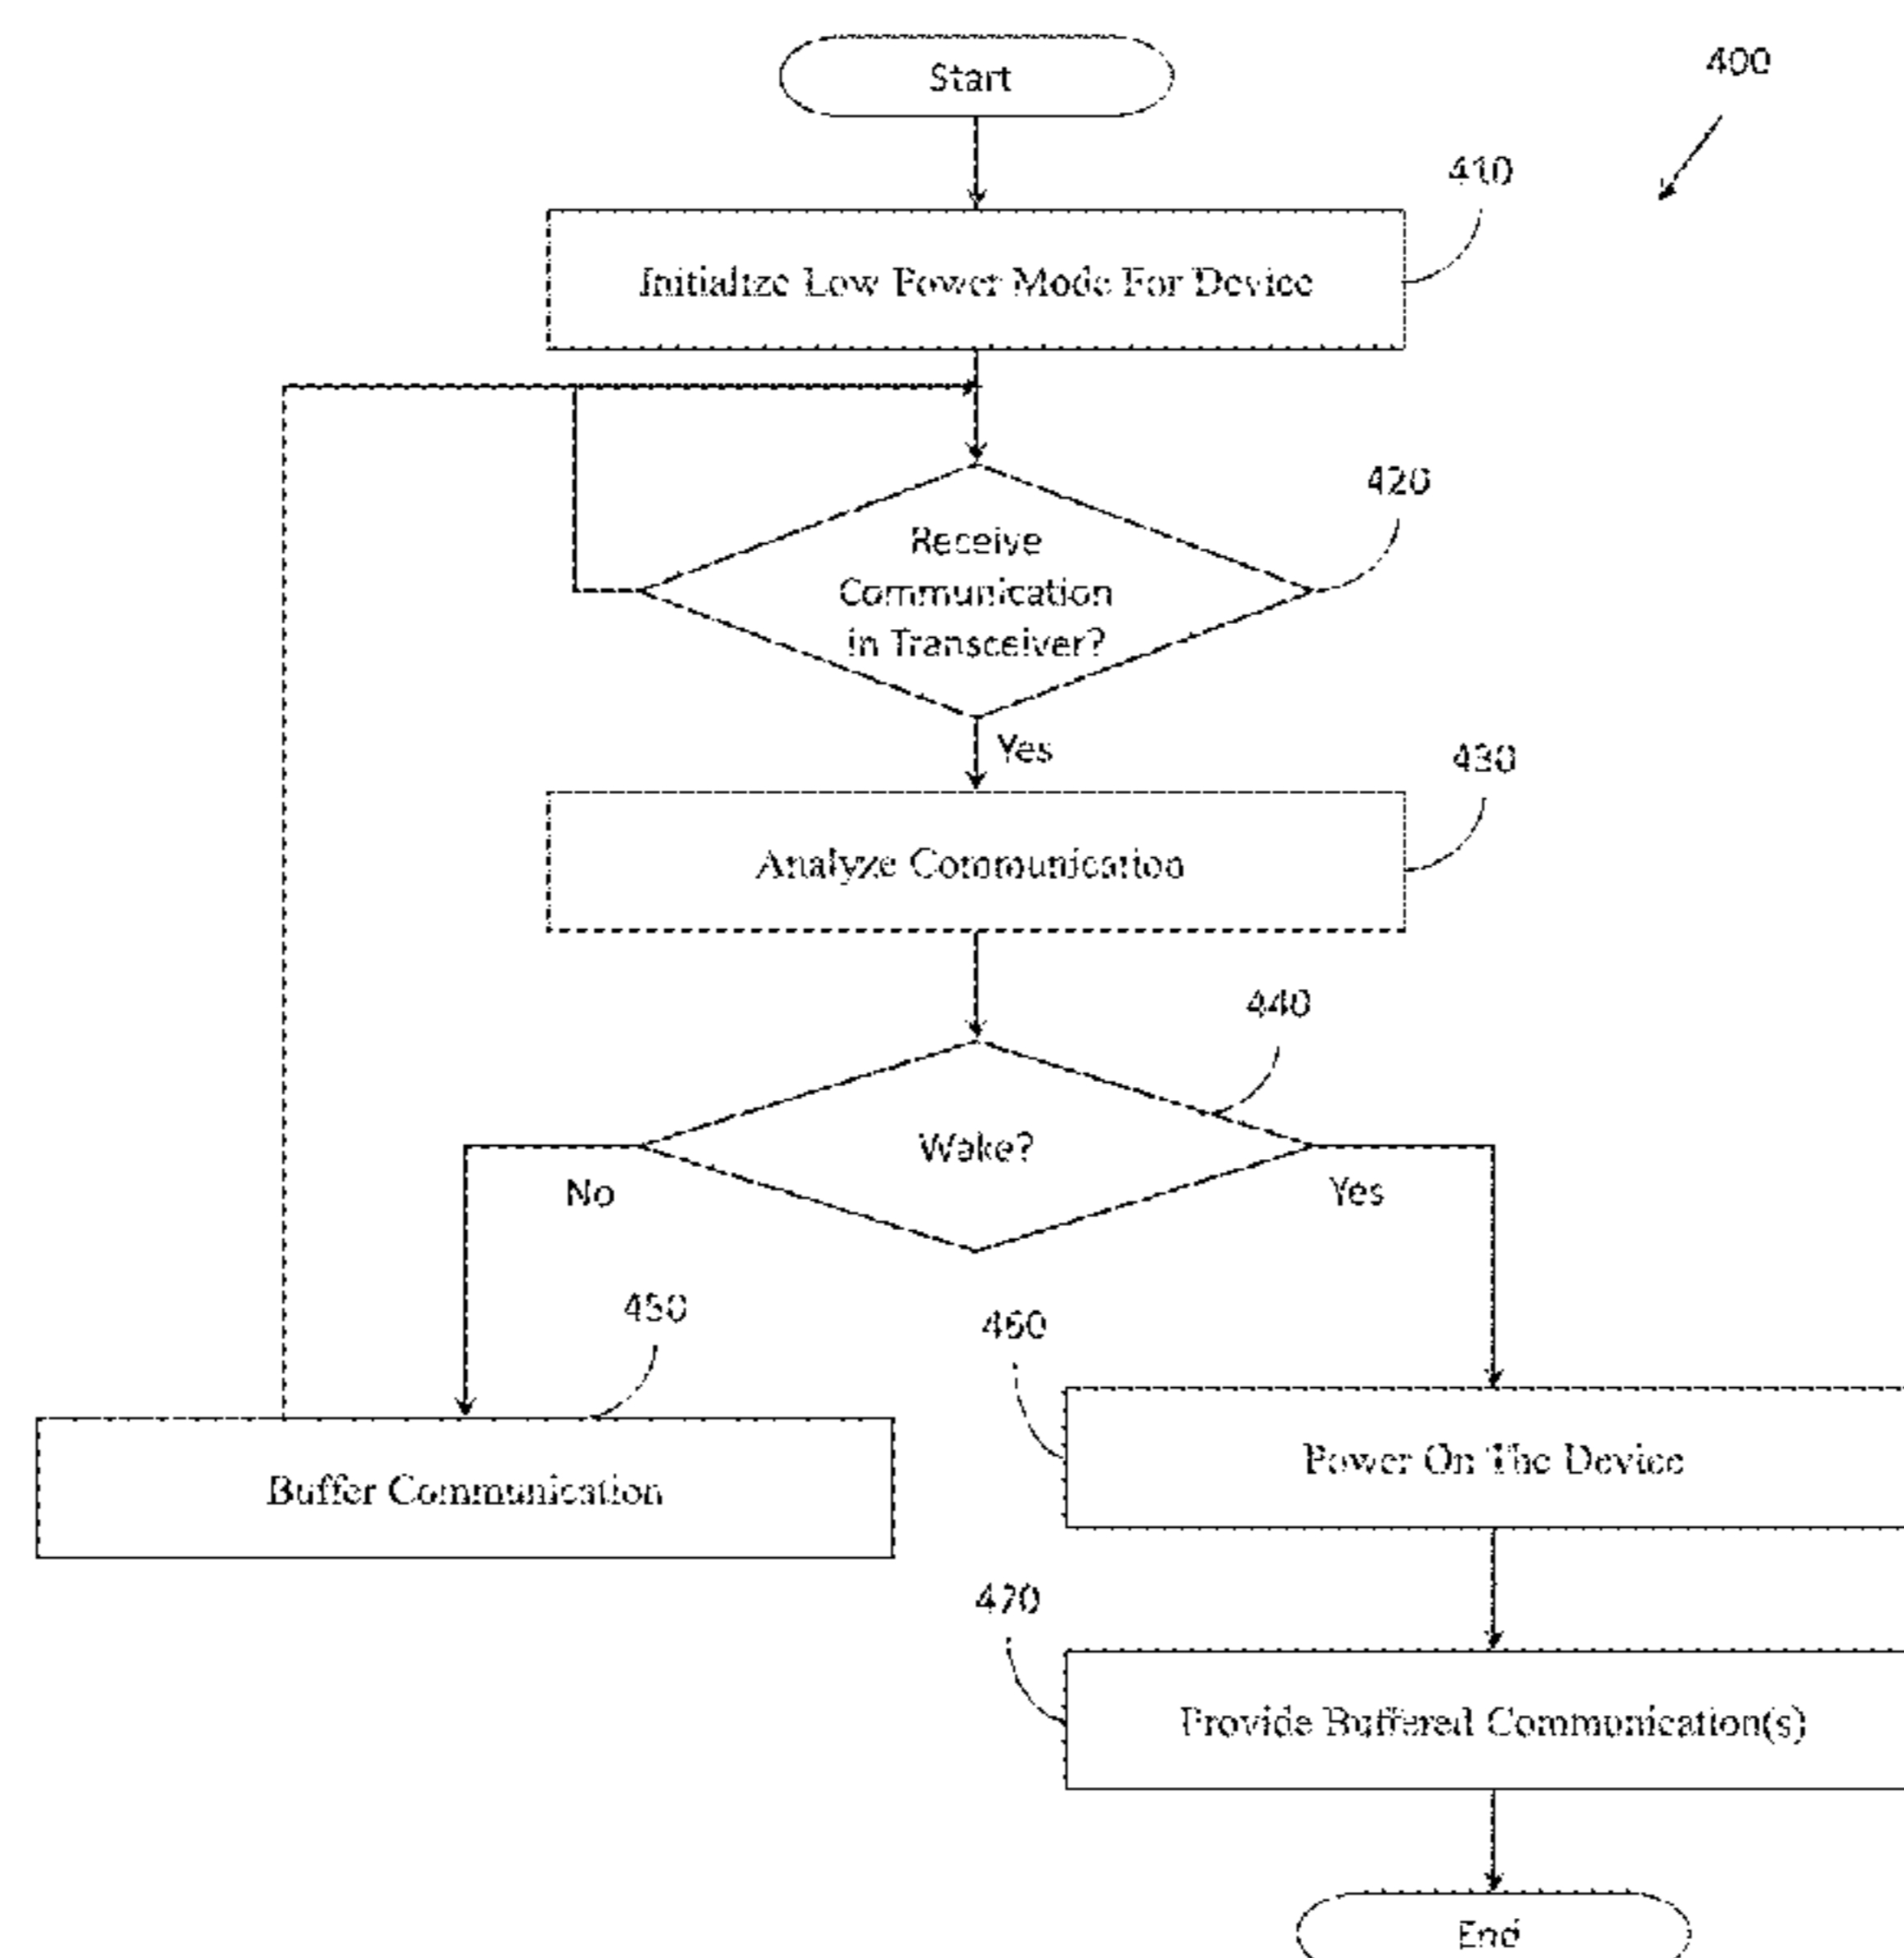 Start
400
410
Initialize Low Power Mode For Device
420
Receive
Communication
in Transceiver?
Yes
430
Analyze Communication
440
Wake?
No
Yes
450
460
Power On The Device
Buffer Communication
470
Provide Buffered Communication(s)
End